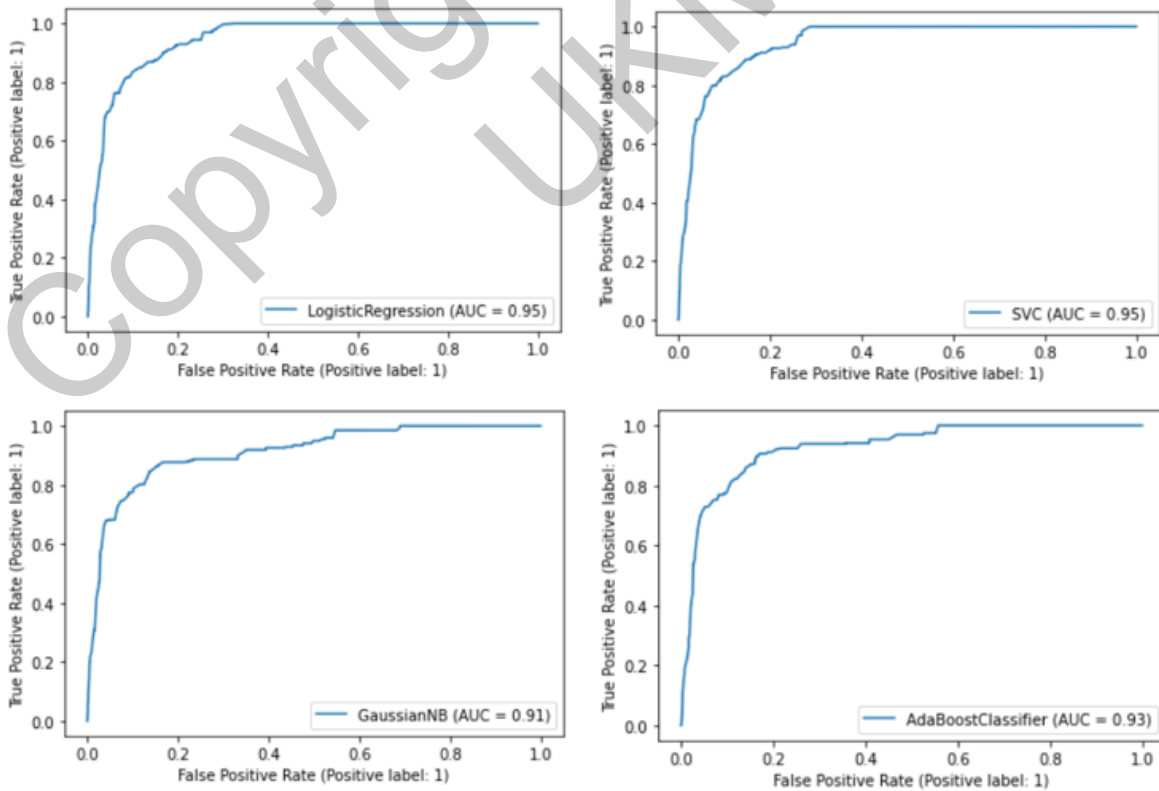 Copyrig
UKM
True Positive Rate (Positive label: 1)
1.0
0.8
0.6
0.4
0.2
0.0
LogisticRegression (AUC = 0.95)
0.0 0.2 0.4 0.6 0.8 1.0
False Positive Rate (Positive label: 1)
True Positive Rate (Positive label: 1)
1.0
0.8
0.6
0.4
0.2
0.0
SVC (AUC = 0.95)
0.0 0.2 0.4 0.6 0.8 1.0
False Positive Rate (Positive label: 1)
True Positive Rate (Positive label: 1)
1.0
0.8
0.6
0.4
0.2
0.0
GaussianNB (AUC = 0.91)
0.0 0.2 0.4 0.6 0.8 1.0
False Positive Rate (Positive label: 1)
True Positive Rate (Positive label: 1)
1.0
0.8
0.6
0.4
0.2
0.0
AdaBoostClassifier (AUC = 0.93)
0.0 0.2 0.4 0.6 0.8 1.0
False Positive Rate (Positive label: 1)